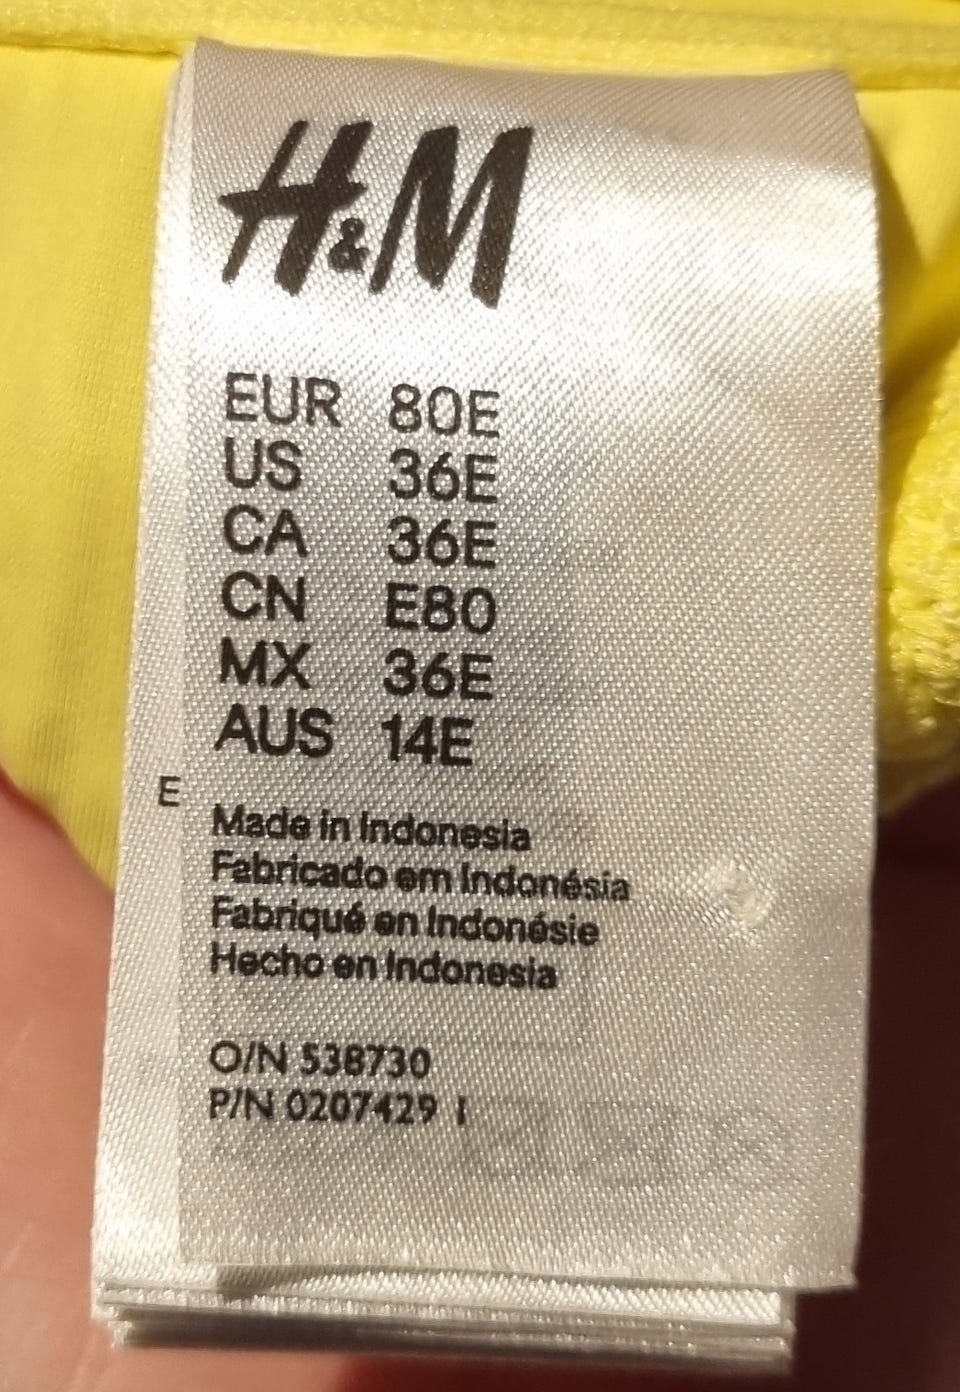 H&M
EUR 80E
US 36E
CA 36E
CN E80
MX 36E
AUS 14E
E
Made in Indonesia
Fabricado em Indonésia
Fabriqué en Indonésie
Hecho en Indonesia
O/N 538730
P/N 0207429 1